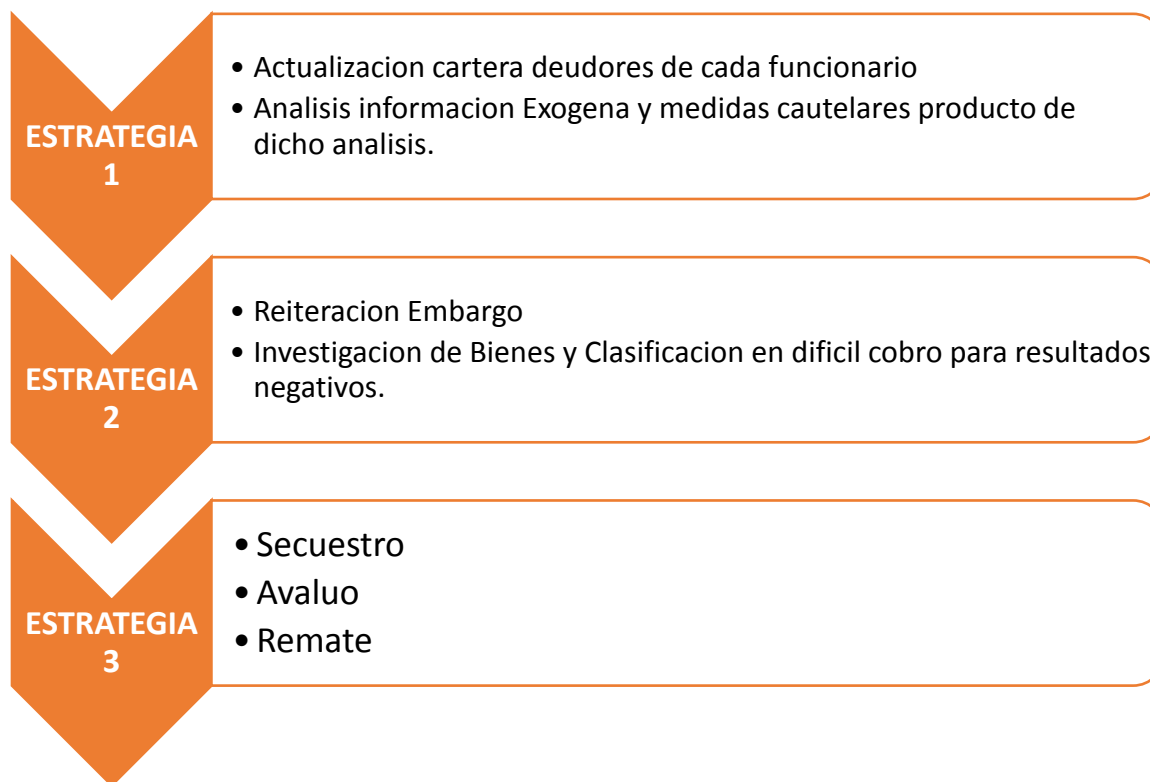 ESTRATEGIA
1
• Actualizacion cartera deudores de cada funcionario
• Analisis informacion Exogena y medidas cautelares producto de
dicho analisis.
ESTRATEGIA
2
• Reiteracion Embargo
• Investigacion de Bienes y Clasificacion en dificil cobro para resultados
negativos.
ESTRATEGIA
3
• Secuestro
• Avaluo
• Remate